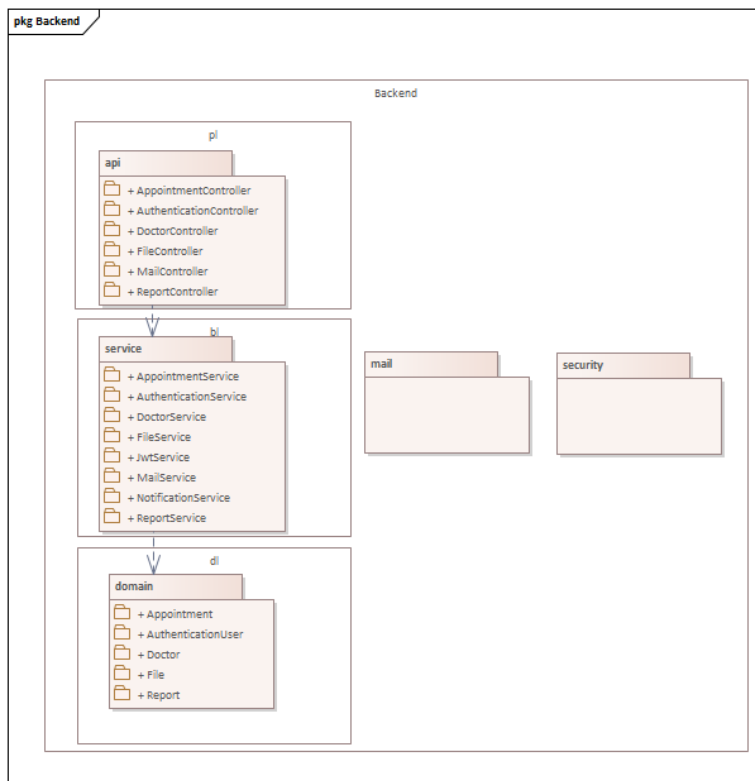 pkg Backend
Backend
pl
api
+ AppointmentController
+ AuthenticationController
+ DoctorController
+ FileController
+ MailController
+ ReportController
bl
service
+ AppointmentService
+ AuthenticationService
+ DoctorService
+ FileService
+ JwtService
+ MailService
+ NotificationService
+ ReportService
mail
security
dl
domain
+ Appointment
+ AuthenticationUser
+ Doctor
+ File
+ Report